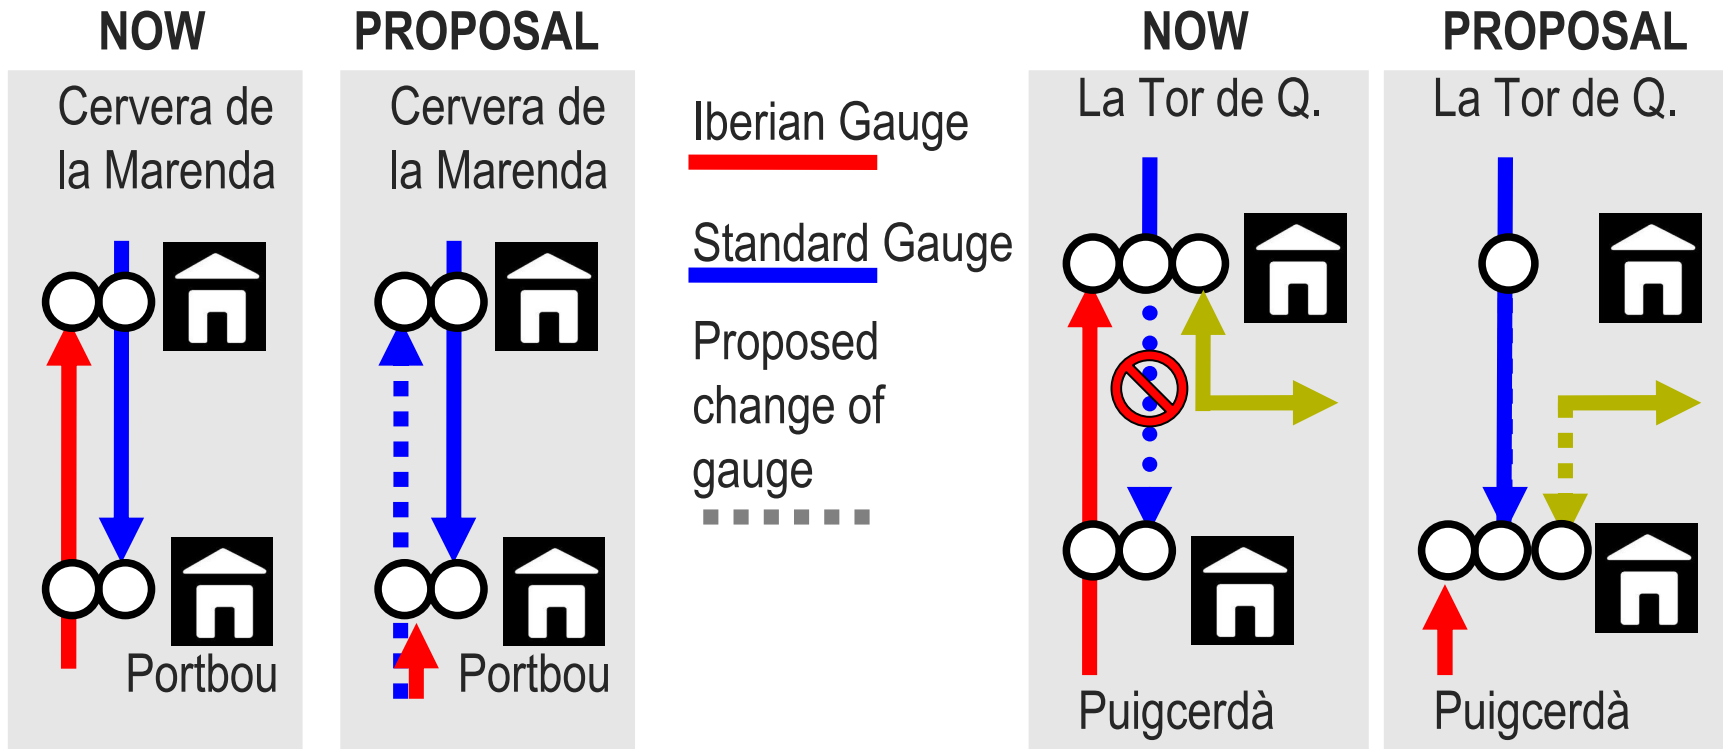 NOW
PROPOSAL
Cervera de
la Marenda
Portbou
Cervera de
la Marenda
Portbou
Iberian Gauge
Standard Gauge
Proposed
change of
gauge
NOW
PROPOSAL
La Tor de Q.
Puigcerdà
La Tor de Q.
Puigcerdà